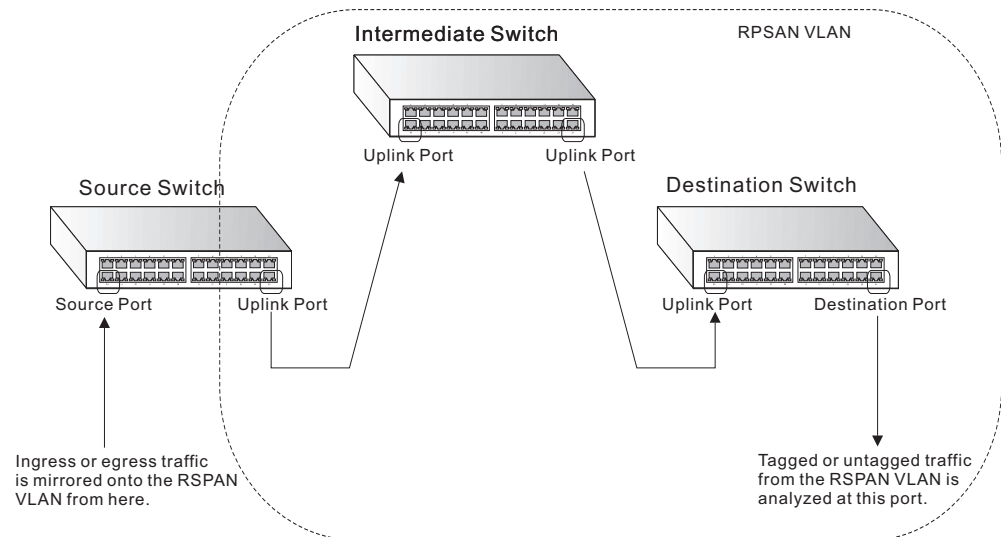 Intermediate Switch
RPSAN VLAN
Uplink Port
Uplink Port
Source Switch
Destination Switch
Source Port
Uplink Port
Uplink Port
Destination Port
Ingress or egress traffic
is mirrored onto the RSPAN
VLAN from here.
Tagged or untagged traffic
from the RSPAN VLAN is
analyzed at this port.